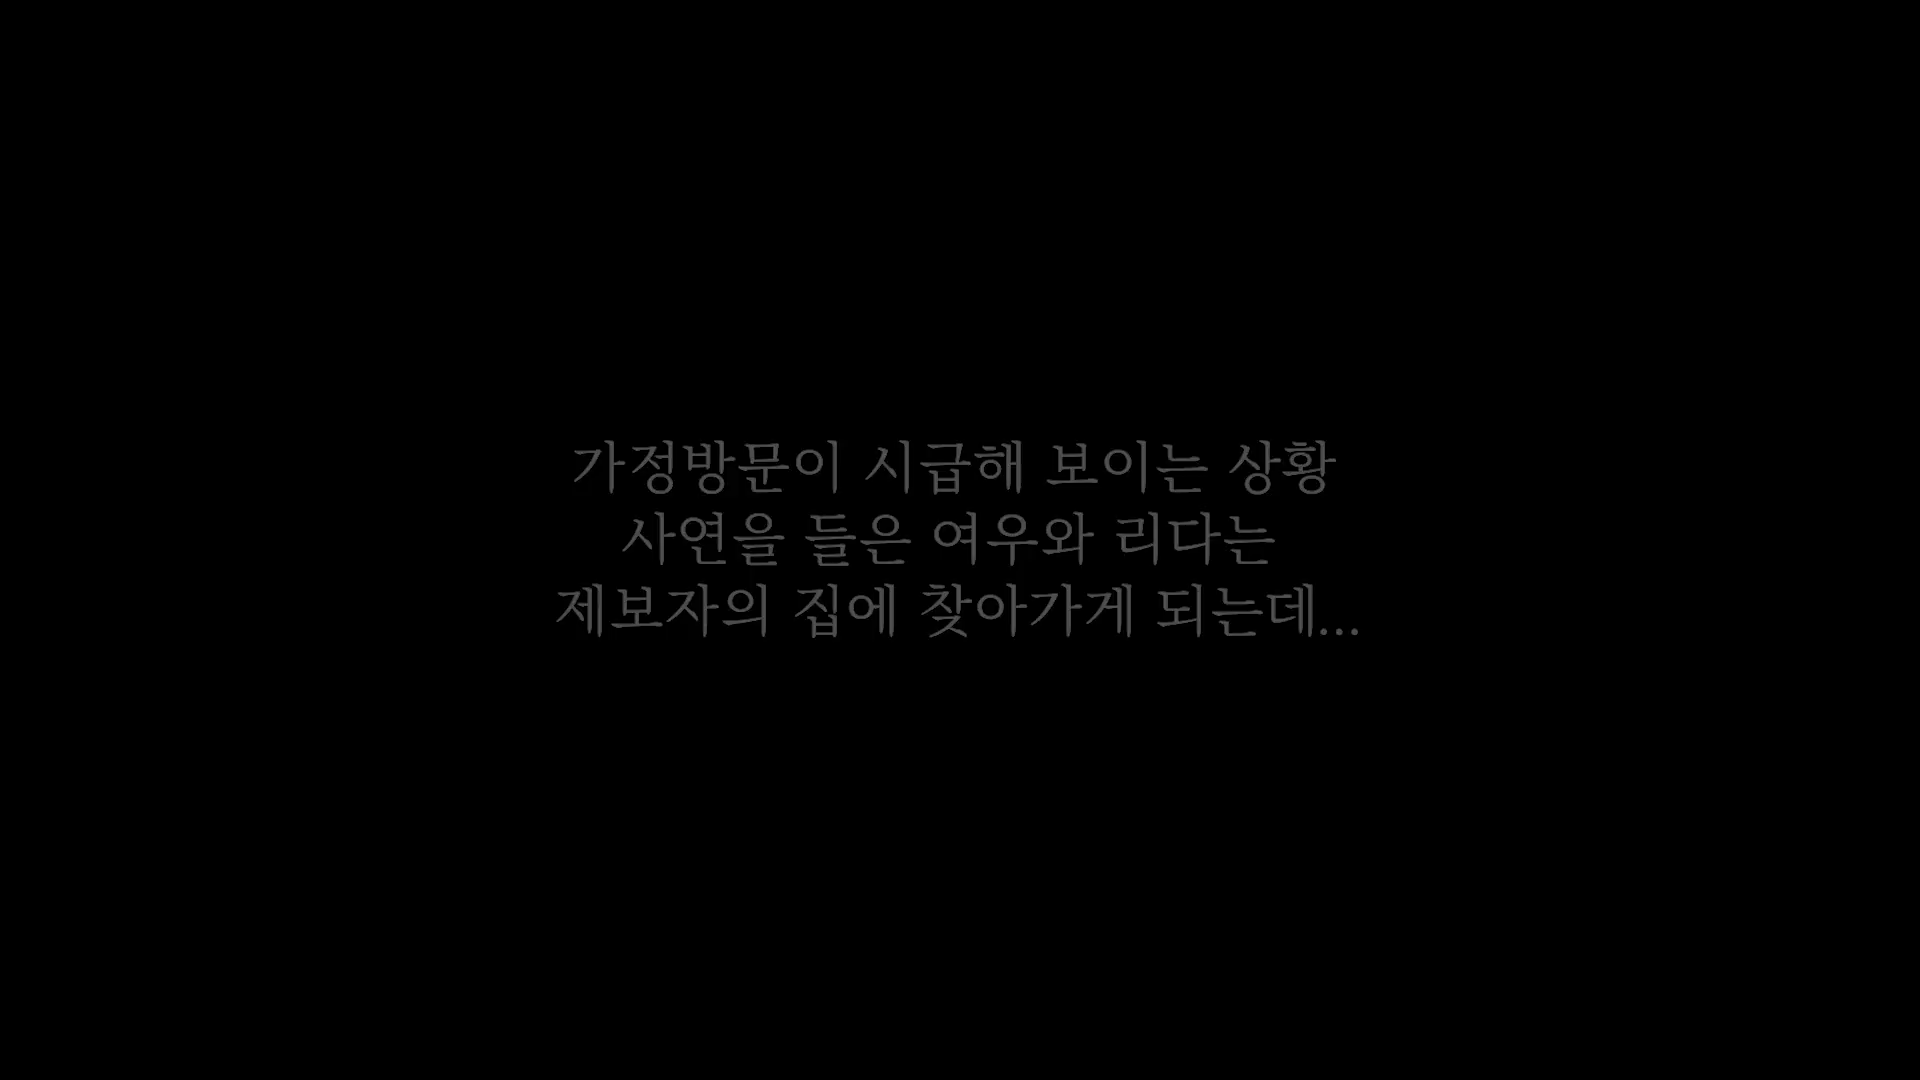 가정방문이 시급해 보이는 상황
사연을 들은 여우와 리다는
제보자의 집에 찾아가게 되는데...